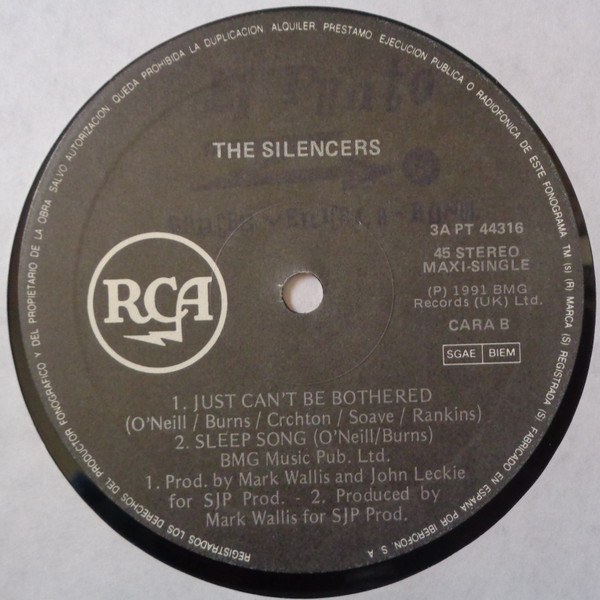 REGISTRADOS LOS DERECHOS DEL PRODUCTOR FONOGRAFICO Y DEL PROPIETARIO DE LA OBRA SALVO AUTORIZACION QUEDA PROHIBIDA LA DUPLICACION, ALQUILER, PRESTAMO, EJECUCION PUBLICA O RADIOFONICA DE ESTE FONOGRAMA TM (s) (R) MARCA (S) REGISTRADA (S) FABRICADO EN ESPAÑA POR IBEROFON, S. A
Punto
THE SILENCERS
3A PT 44316
45 STEREO
MAXI-SINGLE
(P) 1991 BMG
Records (UK) Ltd.
CARA B
SGAE BIEM
RCA
1. JUST CAN'T BE BOTHERED
(O'Neill / Burns / Crchton / Soave / Rankins)
2. SLEEP SONG (O'Neill/Burns)
BMG Music Pub. Ltd.
1. Prod. by Mark Wallis and John Leckie
for SJP Prod. - 2. Produced by
Mark Wallis for SJP Prod.